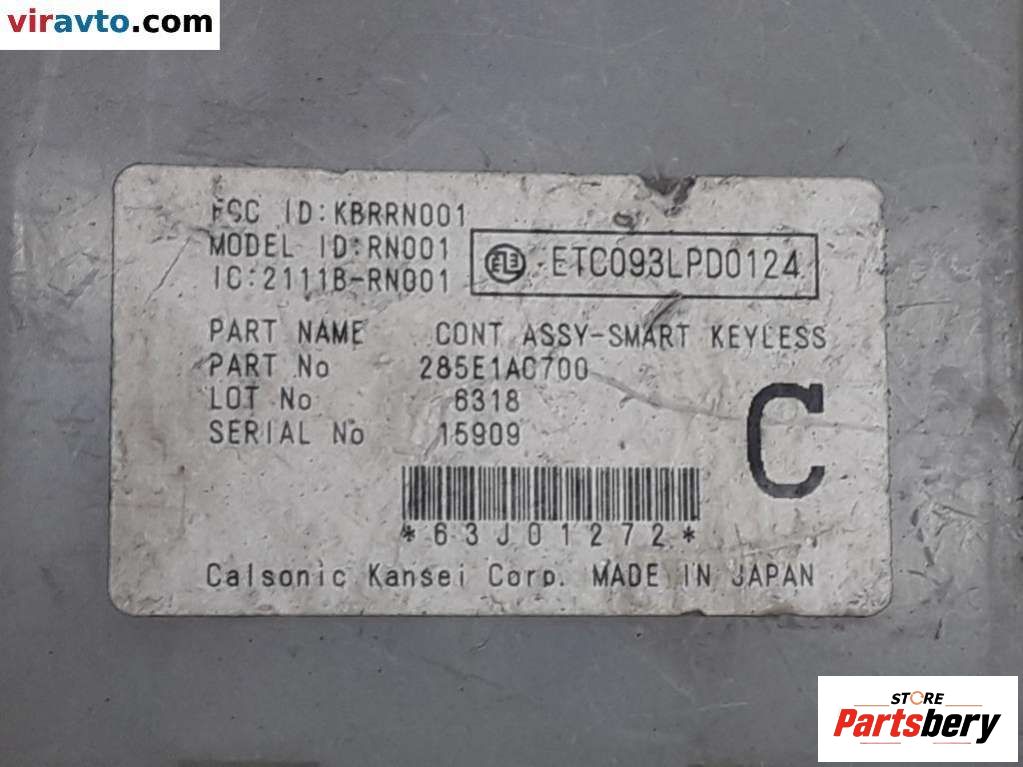 viravto.com
FCC ID:KBRRN001
MODEL ID:RN001
IC:2111B-RN001
ETC093LPD0124
PART NAME CONT ASSY-SMART KEYLESS
PART No 285E1AC700
LOT No 6318
SERIAL No 15909
C
*63J01272*
Calsonic Kansei Corp. MADE IN JAPAN
STORE
Partsbery